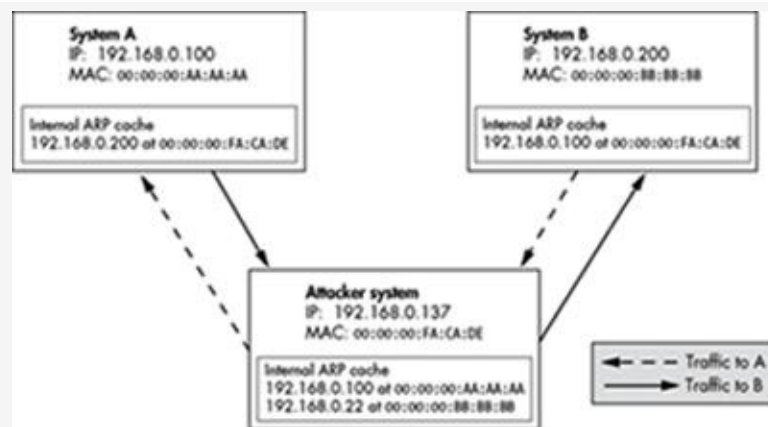 System A
IP: 192.168.0.100
MAC: 00:00:00:AA:AA:AA
Internal ARP cache
192.168.0.200 at 00:00:00:FA:CA:DE
System B
IP: 192.168.0.200
MAC: 00:00:00:BB:BB:BB
Internal ARP cache
192.168.0.100 at 00:00:00:FA:CA:DE
Attacker system
IP: 192.168.0.137
MAC: 00:00:00:FA:CA:DE
Internal ARP cache
192.168.0.100 at 00:00:00:AA:AA:AA
192.168.0.22 at 00:00:00:BB:BB:BB
Traffic to A
Traffic to B